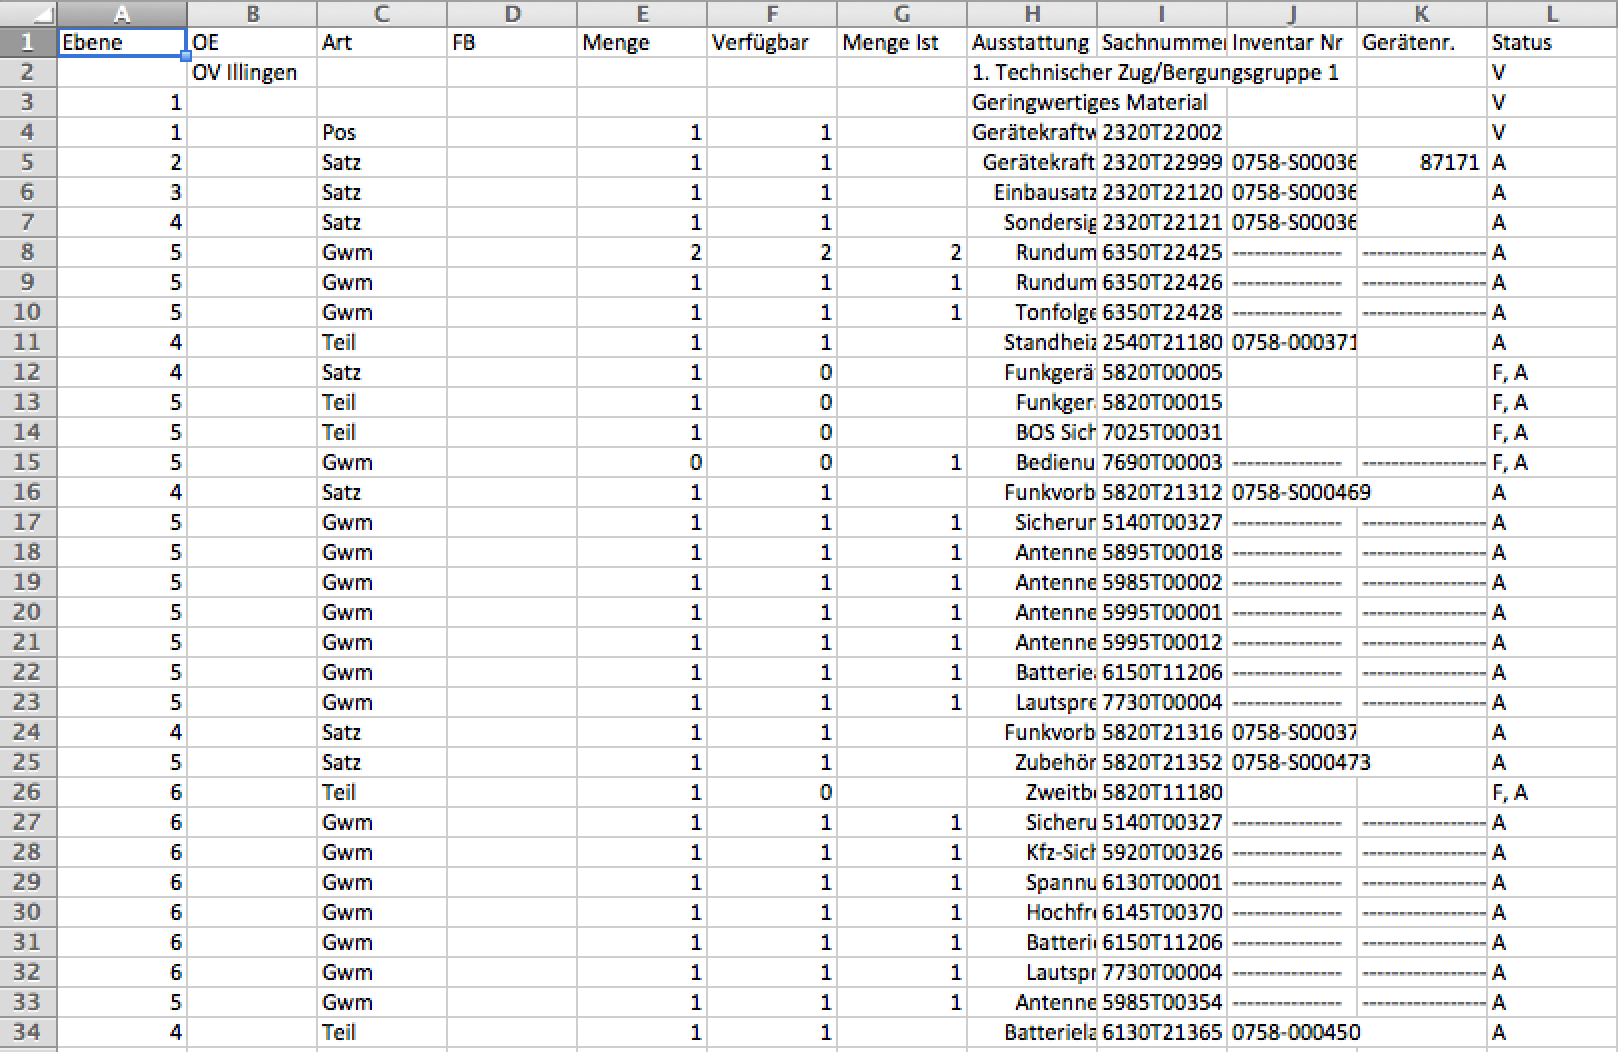 A B C D E F G H I J K L
1 Ebene OE Art FB Menge Verfügbar Menge Ist Ausstattung Sachnummer Inventar Nr Gerätenr. Status
2 OV Illingen 1. Technischer Zug/Bergungsgruppe 1 V
3 1 Geringwertiges Material V
4 1 Pos 1 1 Gerätekraftw 2320T22002 V
5 2 Satz 1 1 Gerätekraft 2320T22999 0758-S00036 87171 A
6 3 Satz 1 1 Einbausatz 2320T22120 0758-S00036 A
7 4 Satz 1 1 Sondersig 2320T22121 0758-S00036 A
8 5 Gwm 2 2 2 Rundum 6350T22425 --------------- ----------------- A
9 5 Gwm 1 1 1 Rundum 6350T22426 --------------- ----------------- A
10 5 Gwm 1 1 1 Tonfolge 6350T22428 --------------- ----------------- A
11 4 Teil 1 1 Standheiz 2540T21180 0758-000371 A
12 4 Satz 1 0 Funkgerä 5820T00005 F, A
13 5 Teil 1 0 Funkger 5820T00015 F, A
14 5 Teil 1 0 BOS Sich 7025T00031 F, A
15 5 Gwm 0 0 1 Bedienu 7690T00003 --------------- ----------------- F, A
16 4 Satz 1 1 Funkvorb 5820T21312 0758-S000469 A
17 5 Gwm 1 1 1 Sicherun 5140T00327 --------------- ----------------- A
18 5 Gwm 1 1 1 Antenne 5895T00018 --------------- ----------------- A
19 5 Gwm 1 1 1 Antenne 5985T00002 --------------- ----------------- A
20 5 Gwm 1 1 1 Antenne 5995T00001 --------------- ----------------- A
21 5 Gwm 1 1 1 Antenne 5995T00012 --------------- ----------------- A
22 5 Gwm 1 1 1 Batterie 6150T11206 --------------- ----------------- A
23 5 Gwm 1 1 1 Lautspre 7730T00004 --------------- ----------------- A
24 4 Satz 1 1 Funkvorb 5820T21316 0758-S00037 A
25 5 Satz 1 1 Zubehör 5820T21352 0758-S000473 A
26 6 Teil 1 0 Zweitb 5820T11180 F, A
27 6 Gwm 1 1 1 Sicheru 5140T00327 --------------- ----------------- A
28 6 Gwm 1 1 1 Kfz-Sich 5920T00326 --------------- ----------------- A
29 6 Gwm 1 1 1 Spannu 6130T00001 --------------- ----------------- A
30 6 Gwm 1 1 1 Hochfre 6145T00370 --------------- ----------------- A
31 6 Gwm 1 1 1 Batteri 6150T11206 --------------- ----------------- A
32 6 Gwm 1 1 1 Lautspr 7730T00004 --------------- ----------------- A
33 5 Gwm 1 1 1 Antenne 5985T00354 --------------- ----------------- A
34 4 Teil 1 1 Batteriela 6130T21365 0758-000450 A